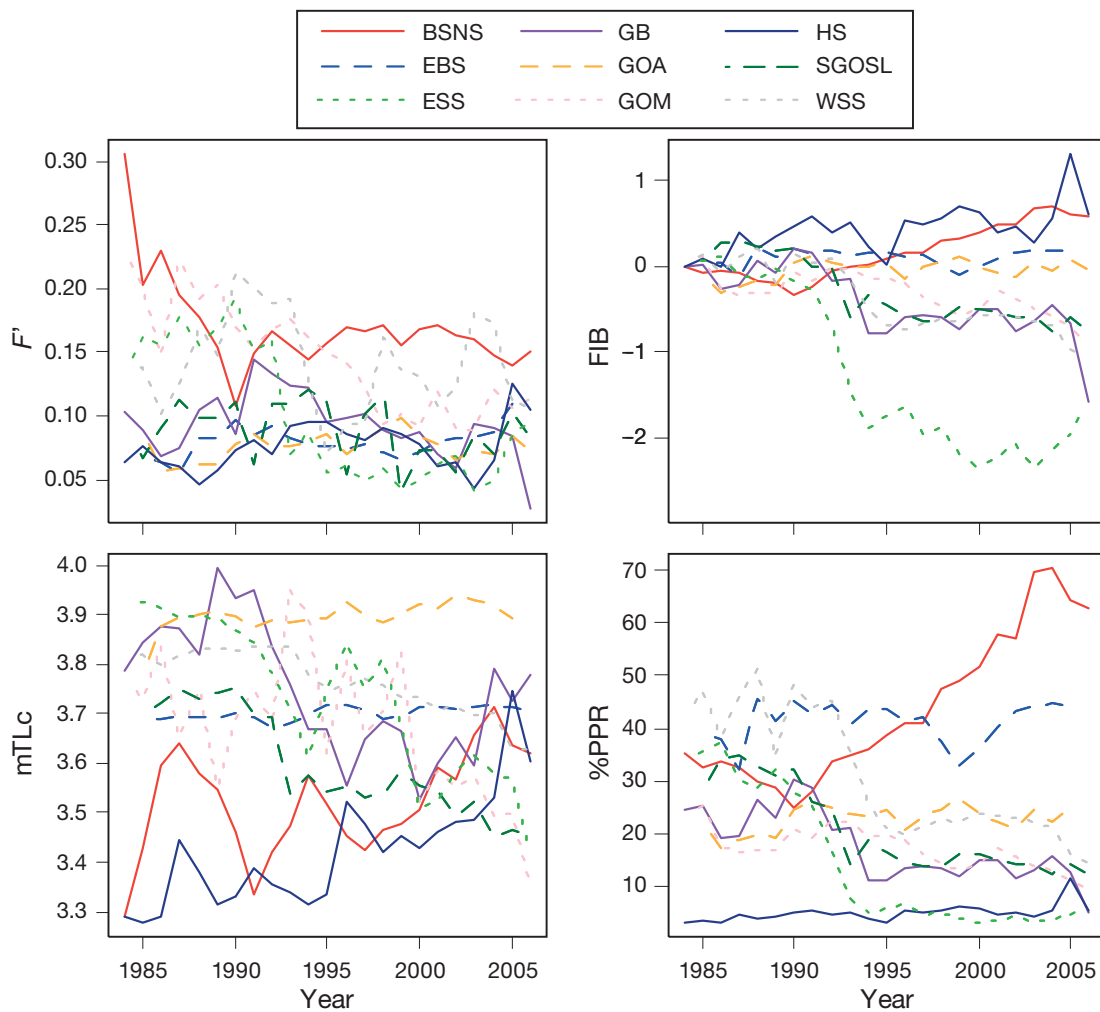 BSNS GB HS
EBS GOA SGOSL
ESS GOM WSS
F'
0.30
0.25
0.20
0.15
0.10
0.05
FIB
1
0
−1
−2
mTLc
4.0
3.9
3.8
3.7
3.6
3.5
3.4
3.3
1985 1990 1995 2000 2005
Year
%PPR
70
60
50
40
30
20
10
1985 1990 1995 2000 2005
Year